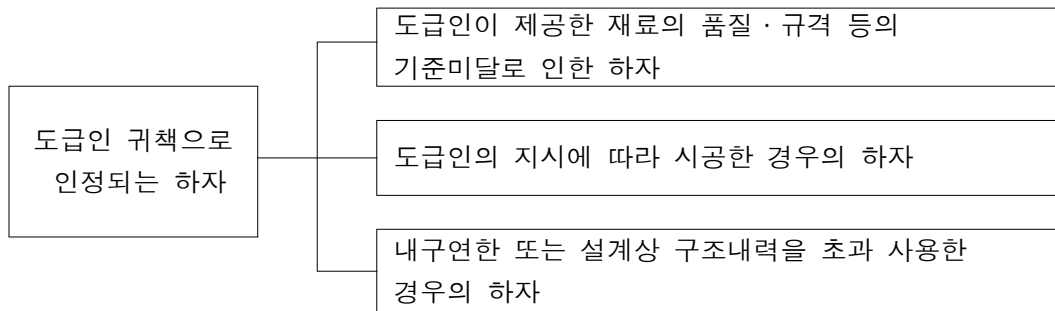 도급인 귀책으로
인정되는 하자
도급인이 제공한 재료의 품질 · 규격 등의
기준미달로 인한 하자
도급인의 지시에 따라 시공한 경우의 하자
내구연한 또는 설계상 구조내력을 초과 사용한
경우의 하자